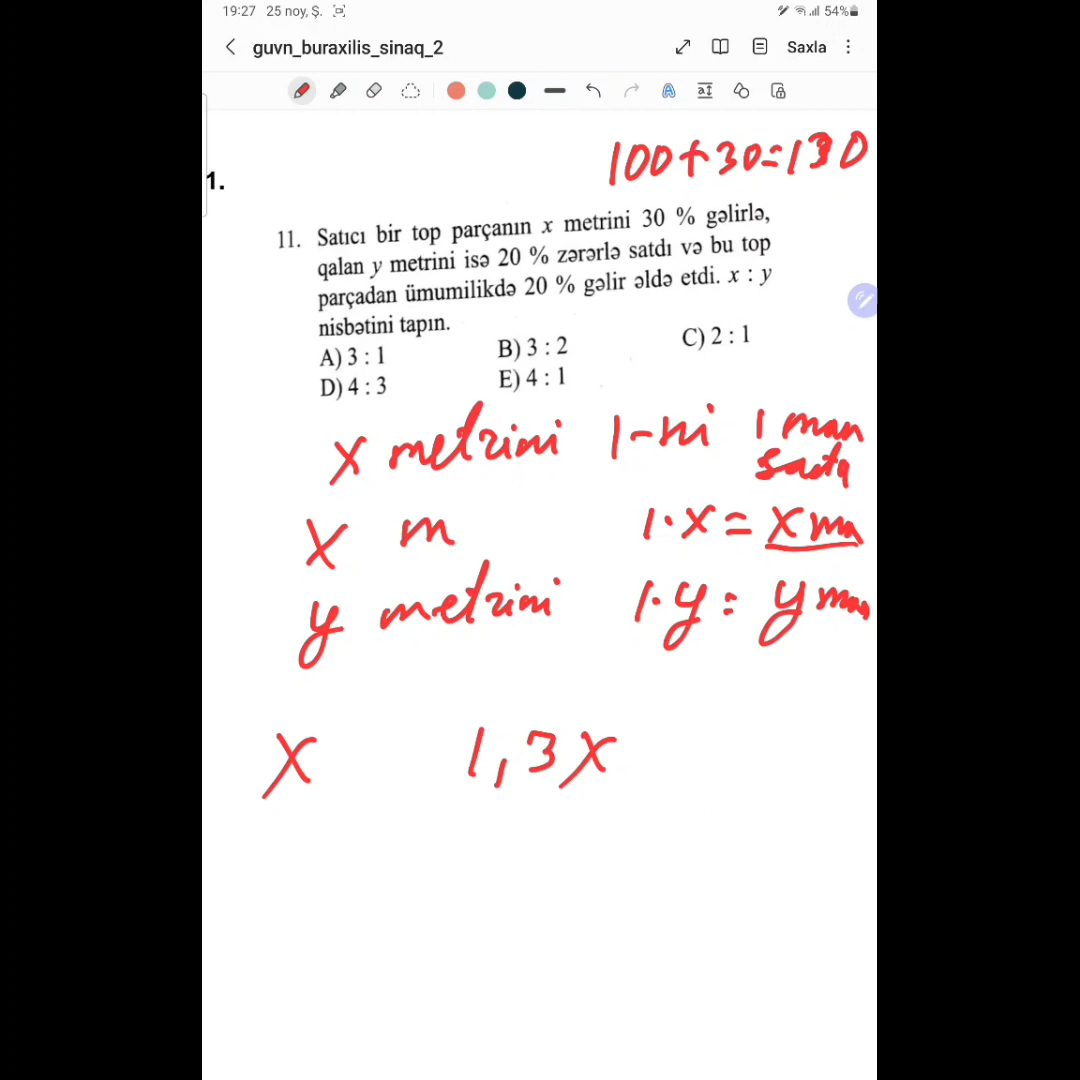 19:27 25 noy, Ş. 54%
guvn_buraxilis_sinaq_2 Saxla
100+30=130
1.
11. Satıcı bir top parçanın x metrini 30 % gəlirlə,
qalan y metrini isə 20 % zərərlə satdı və bu top
parçadan ümumilikdə 20 % gəlir əldə etdi. x : y
nisbətini tapın.
A) 3 : 1 B) 3 : 2 C) 2 : 1
D) 4 : 3 E) 4 : 1
x metrini 1-ni 1 man
x m 1·x = x man
y metrini 1·y = y man
x 1,3x